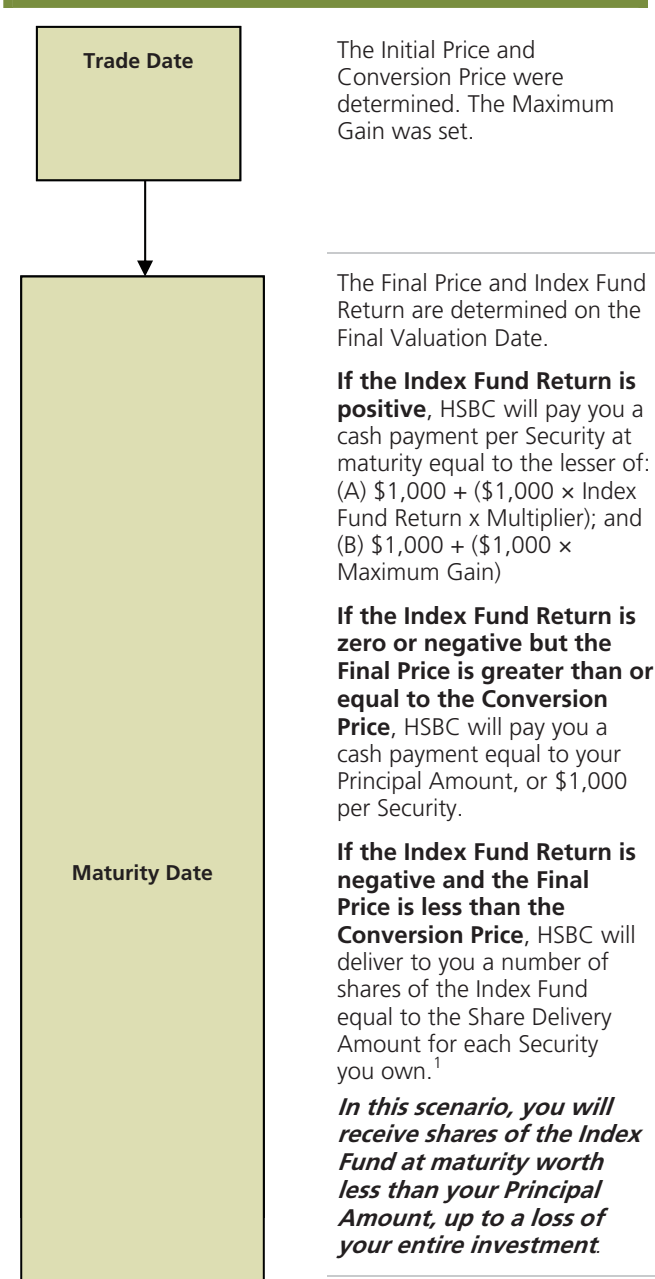 Trade Date
The Initial Price and
Conversion Price were
determined. The Maximum
Gain was set.
The Final Price and Index Fund
Return are determined on the
Final Valuation Date.
If the Index Fund Return is
positive, HSBC will pay you a
cash payment per Security at
maturity equal to the lesser of:
(A) $1,000 + ($1,000 × Index
Fund Return x Multiplier); and
(B) $1,000 + ($1,000 ×
Maximum Gain)
If the Index Fund Return is
zero or negative but the
Final Price is greater than or
equal to the Conversion
Price, HSBC will pay you a
cash payment equal to your
Principal Amount, or $1,000
per Security.
Maturity Date
If the Index Fund Return is
negative and the Final
Price is less than the
Conversion Price, HSBC will
deliver to you a number of
shares of the Index Fund
equal to the Share Delivery
Amount for each Security
you own.1
In this scenario, you will
receive shares of the Index
Fund at maturity worth
less than your Principal
Amount, up to a loss of
your entire investment.